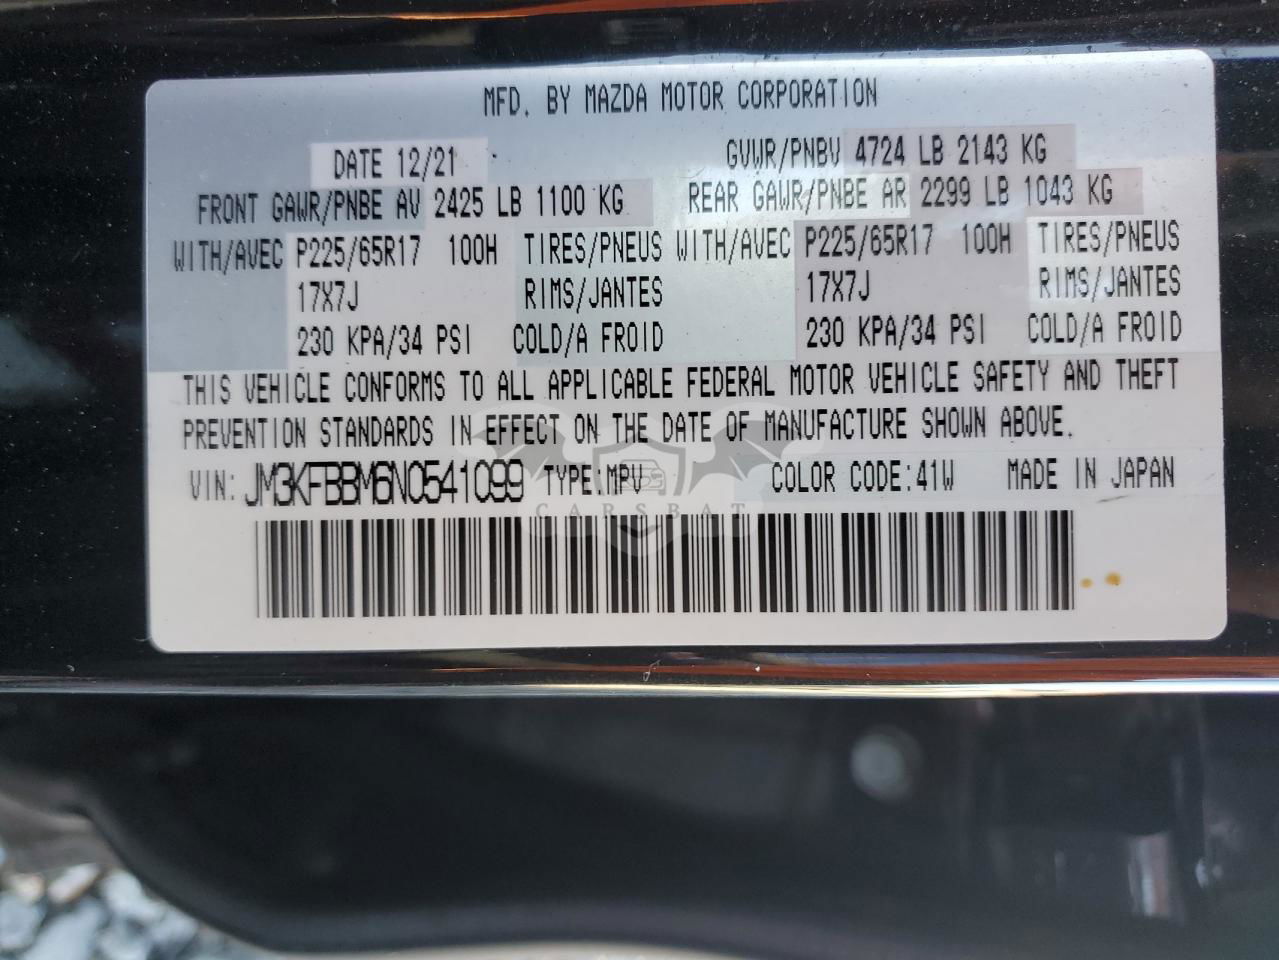 MFD. BY MAZDA MOTOR CORPORATION
DATE 12/21 GVWR/PNBV 4724 LB 2143 KG
FRONT GAWR/PNBE AV 2425 LB 1100 KG REAR GAWR/PNBE AR 2299 LB 1043 KG
WITH/AVEC P225/65R17 100H TIRES/PNEUS WITH/AVEC P225/65R17 100H TIRES/PNEUS
17X7J RIMS/JANTES 17X7J RIMS/JANTES
230 KPA/34 PSI COLD/A FROID 230 KPA/34 PSI COLD/A FROID
THIS VEHICLE CONFORMS TO ALL APPLICABLE FEDERAL MOTOR VEHICLE SAFETY AND THEFT
PREVENTION STANDARDS IN EFFECT ON THE DATE OF MANUFACTURE SHOWN ABOVE.
VIN: JM3KFBBM6N0541099 TYPE:MPV COLOR CODE:41W MADE IN JAPAN
CARSBAT